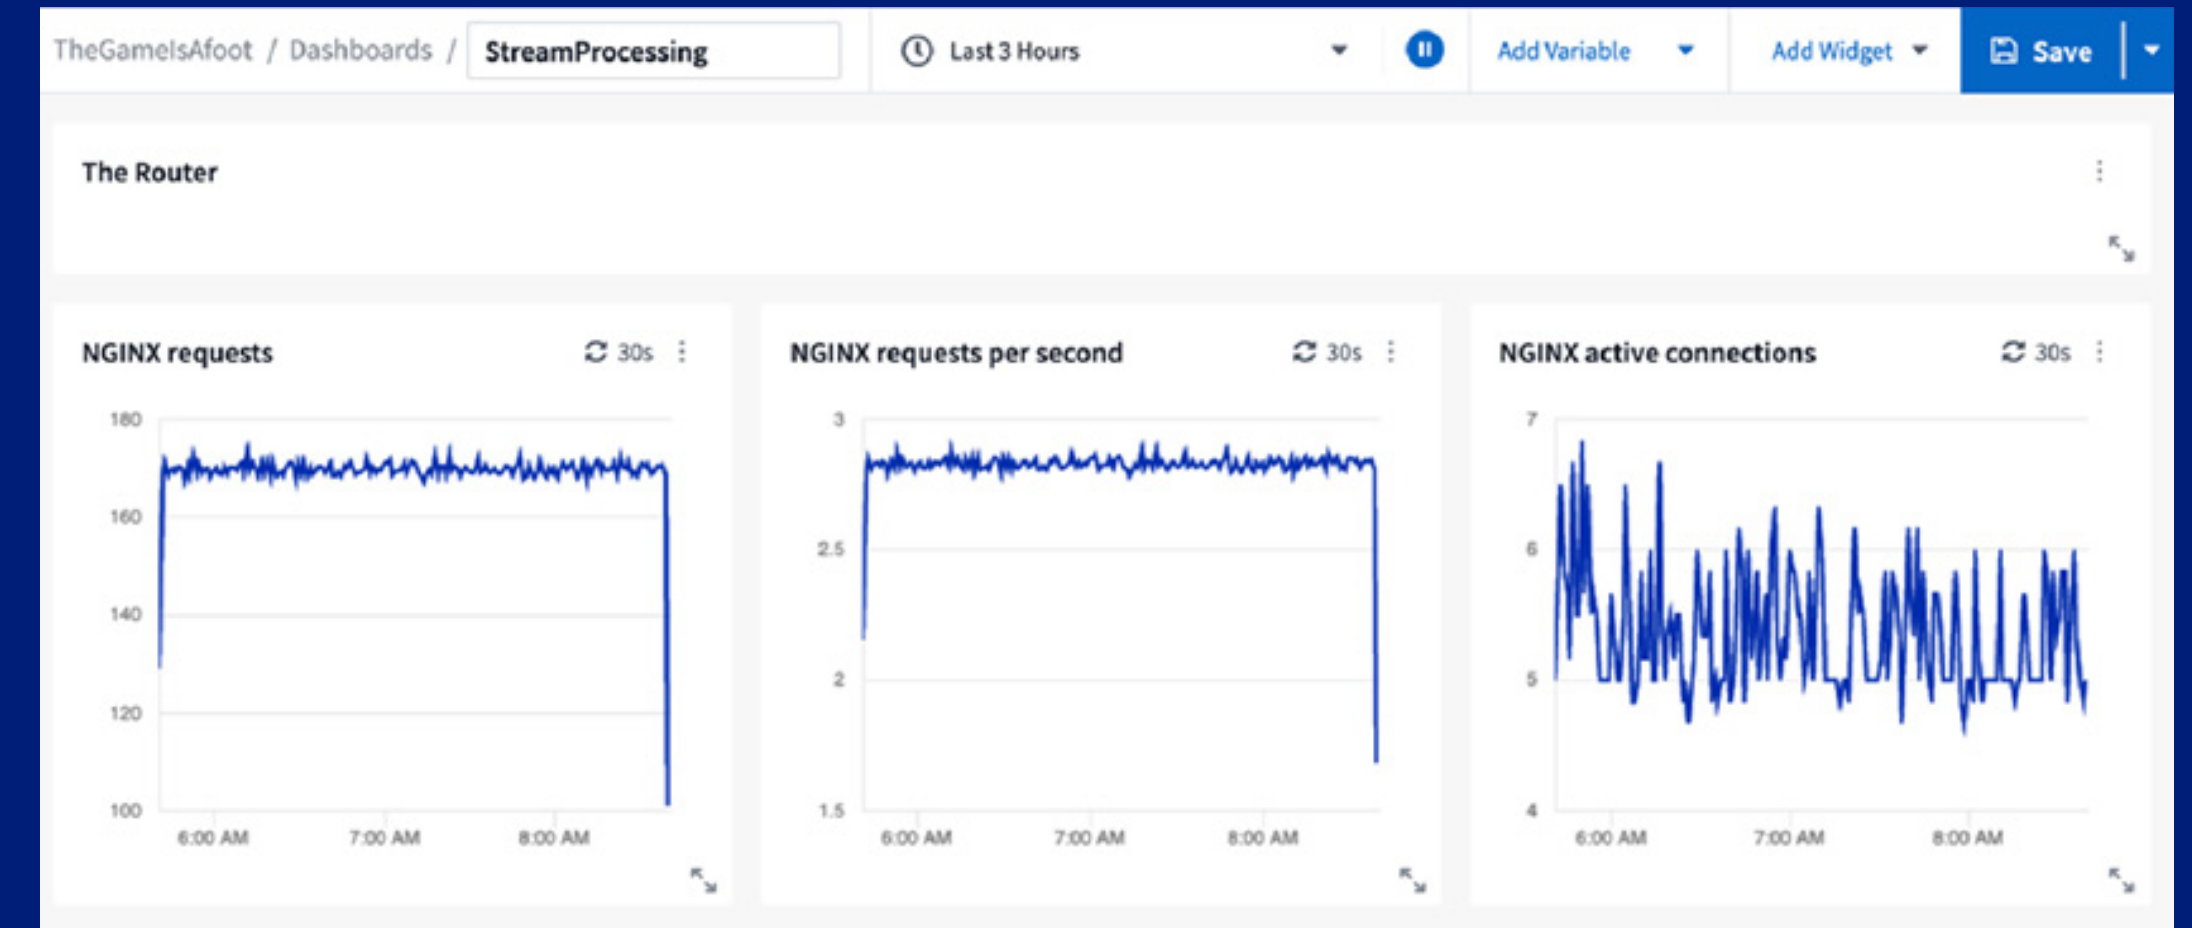 TheGameIsAfoot / Dashboards / StreamProcessing Last 3 Hours Add Variable Add Widget Save
The Router
NGINX requests 30s
180
160
140
120
100
6:00 AM 7:00 AM 8:00 AM
NGINX requests per second 30s
3
2.5
2
1.5
6:00 AM 7:00 AM 8:00 AM
NGINX active connections 30s
7
6
5
4
6:00 AM 7:00 AM 8:00 AM